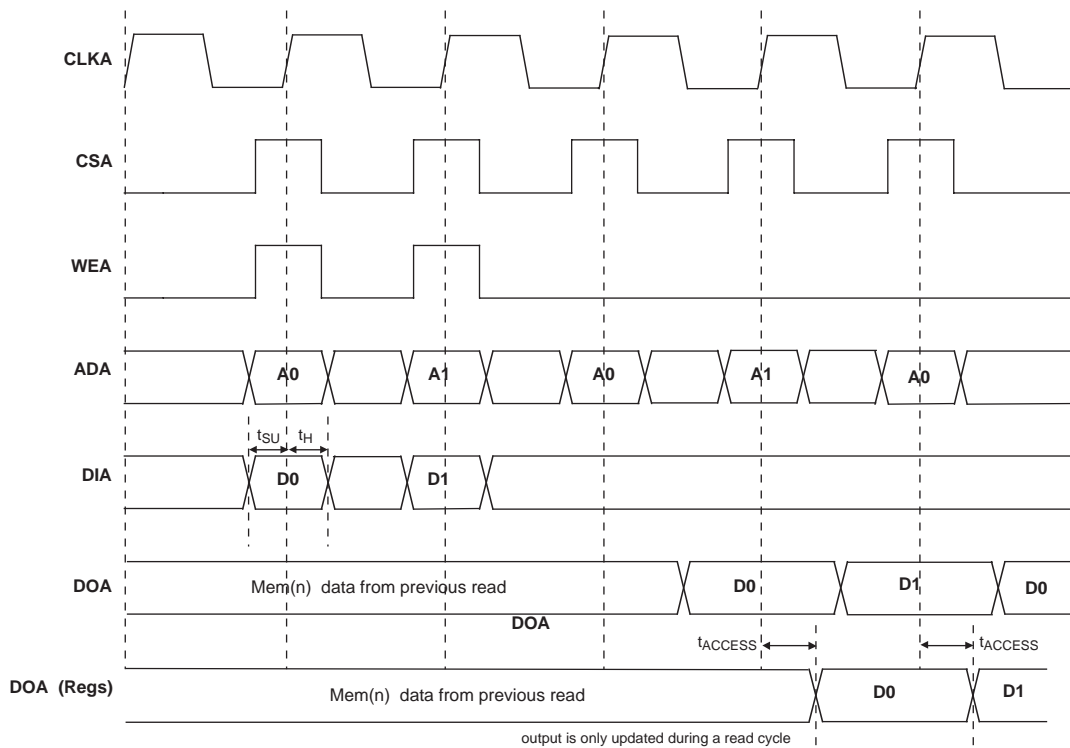 CLKA
CSA
WEA
ADA A0 A1 A0 A1 A0
tSU tH
DIA D0 D1
DOA Mem(n) data from previous read D0 D1 D0
DOA
tACCESS tACCESS
DOA (Regs) Mem(n) data from previous read D0 D1
output is only updated during a read cycle